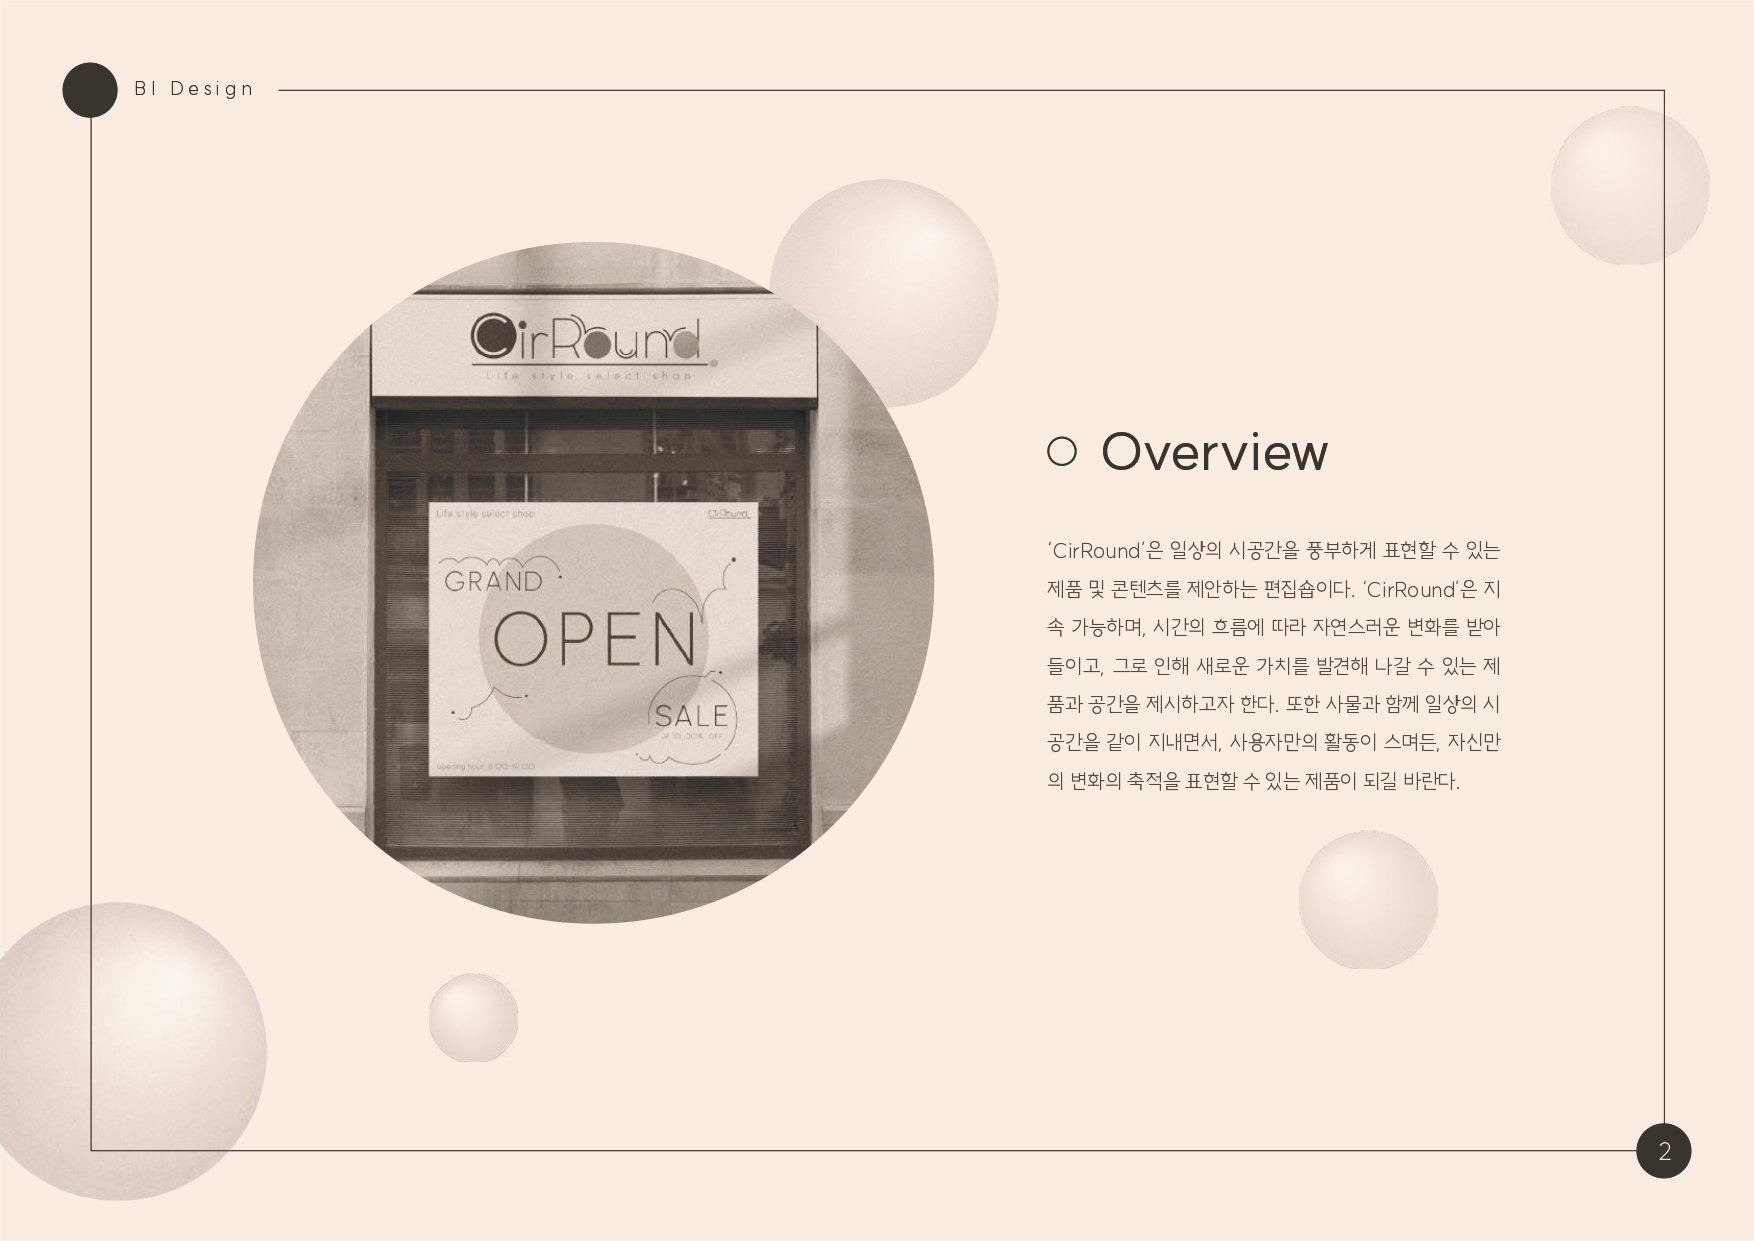 BI Design
CirRound
Life style select shop
Life style select shop
CirRound
GRAND
OPEN
SALE
UP TO 50% OFF
opening hour 11:00-19:00
Overview
‘CirRound’은 일상의 시공간을 풍부하게 표현할 수 있는
제품 및 콘텐츠를 제안하는 편집숍이다. ‘CirRound’은 지
속 가능하며, 시간의 흐름에 따라 자연스러운 변화를 받아
들이고, 그로 인해 새로운 가치를 발견해 나갈 수 있는 제
품과 공간을 제시하고자 한다. 또한 사물과 함께 일상의 시
공간을 같이 지내면서, 사용자만의 활동이 스며든, 자신만
의 변화의 축적을 표현할 수 있는 제품이 되길 바란다.
2